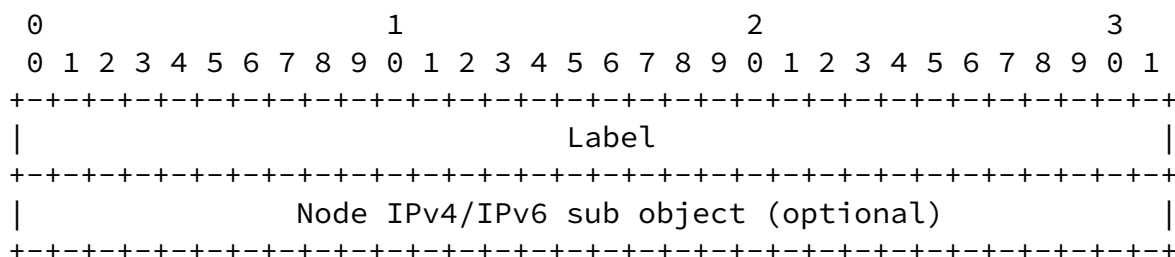 0                   1                   2                   3
 0 1 2 3 4 5 6 7 8 9 0 1 2 3 4 5 6 7 8 9 0 1 2 3 4 5 6 7 8 9 0 1
+-+-+-+-+-+-+-+-+-+-+-+-+-+-+-+-+-+-+-+-+-+-+-+-+-+-+-+-+-+-+-+-+
|                              Label                            |
+-+-+-+-+-+-+-+-+-+-+-+-+-+-+-+-+-+-+-+-+-+-+-+-+-+-+-+-+-+-+-+-+
|               Node IPv4/IPv6 sub object (optional)            |
+-+-+-+-+-+-+-+-+-+-+-+-+-+-+-+-+-+-+-+-+-+-+-+-+-+-+-+-+-+-+-+-+